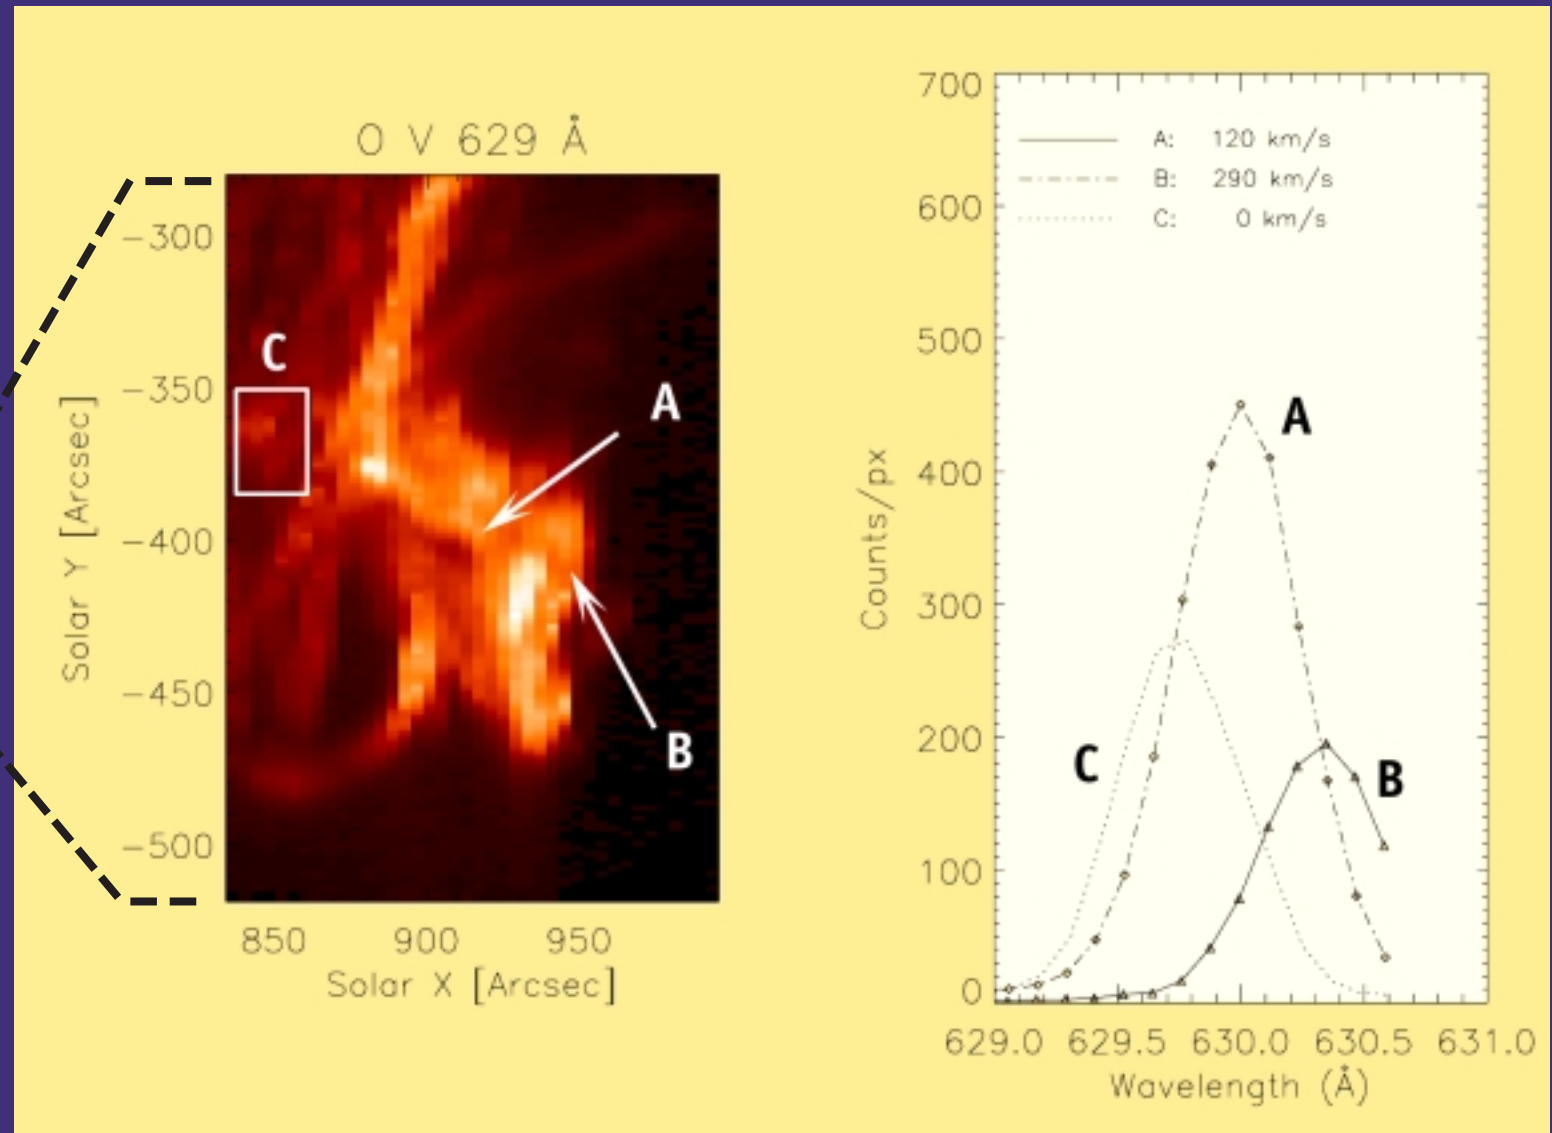 O V 629 Å
-300
-350
-400
-450
-500
Solar Y [Arcsec]
C
A
B
850 900 950
Solar X [Arcsec]
700
600
500
400
300
200
100
0
Counts/px
A: 120 km/s
B: 290 km/s
C: 0 km/s
A
C
B
629.0 629.5 630.0 630.5 631.0
Wavelength (Å)